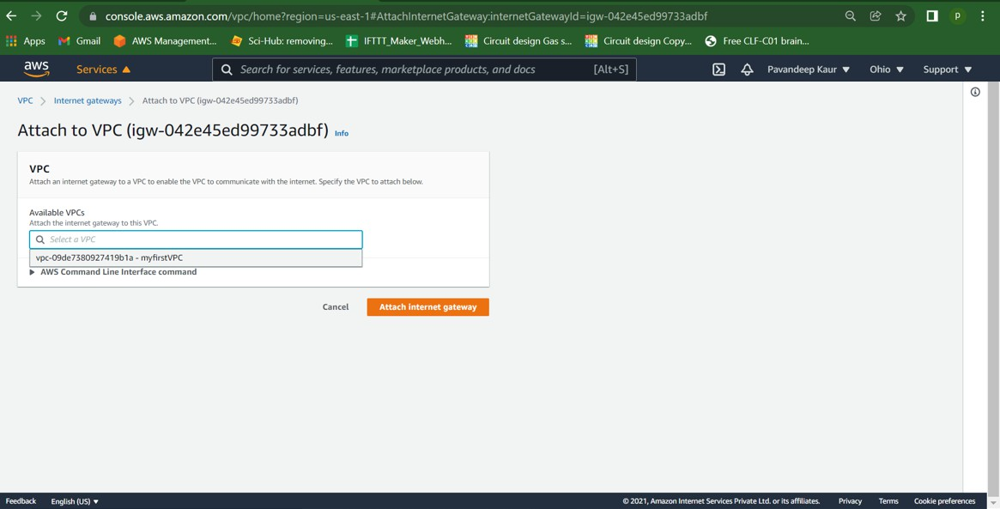 console.aws.amazon.com/vpc/home?region=us-east-1#AttachInternetGateway:internetGatewayId=igw-042e45ed99733adbf
p
Apps Gmail AWS Management... Sci-Hub: removing... IFTTT_Maker_Webh... Circuit design Gas s... Circuit design Copy... Free CLF-C01 brain...
aws Services Search for services, features, marketplace products, and docs [Alt+S] Pavandeep Kaur Ohio Support
VPC Internet gateways Attach to VPC (igw-042e45ed99733adbf)
Attach to VPC (igw-042e45ed99733adbf) Info
VPC
Attach an internet gateway to a VPC to enable the VPC to communicate with the internet. Specify the VPC to attach below.
Available VPCs
Attach the internet gateway to this VPC.
Select a VPC
vpc-09de7380927419b1a - myfirstVPC
AWS Command Line Interface command
Cancel Attach internet gateway
Feedback English (US) © 2021, Amazon Internet Services Private Ltd. or its affiliates. Privacy Terms Cookie preferences